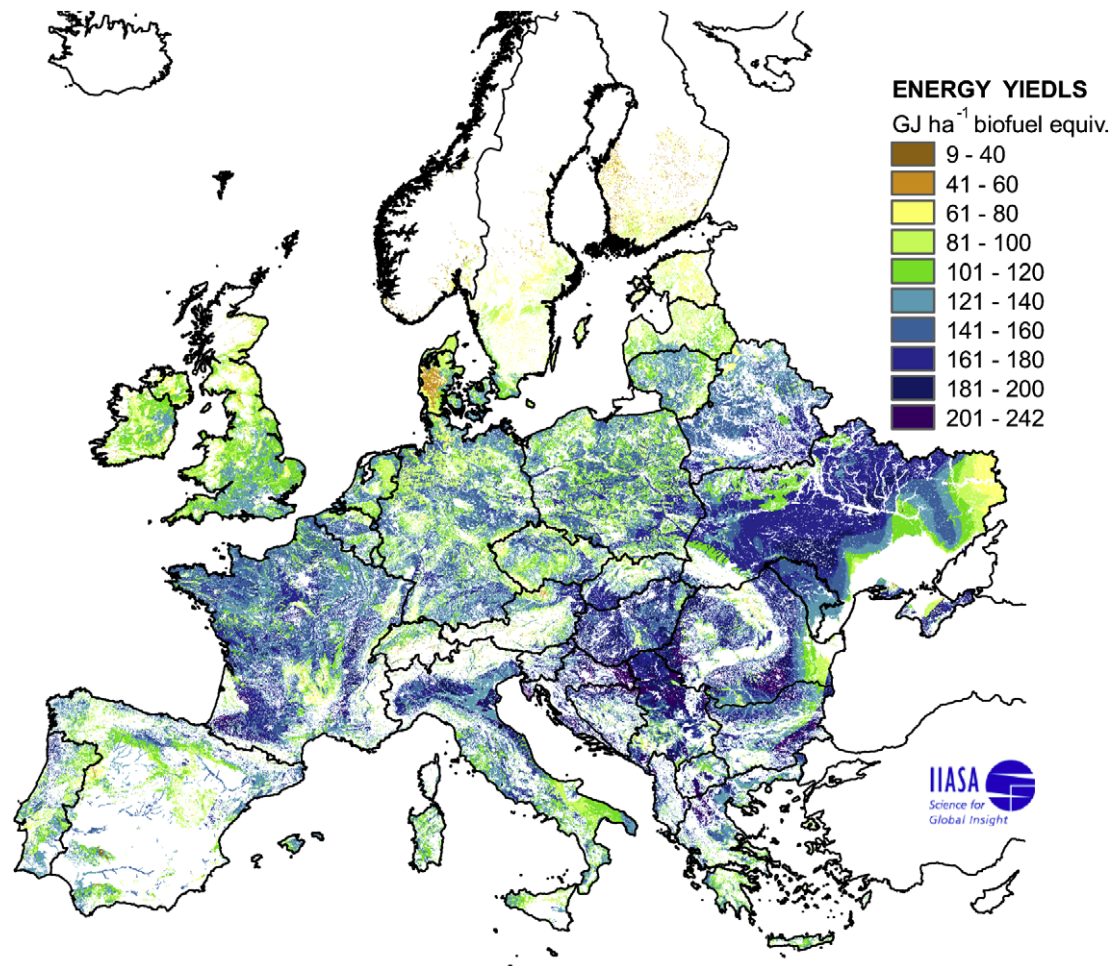 ENERGY YIEDLS
GJ ha⁻¹ biofuel equiv.
9 - 40
41 - 60
61 - 80
81 - 100
101 - 120
121 - 140
141 - 160
161 - 180
181 - 200
201 - 242
IIASA
Science for
Global Insight